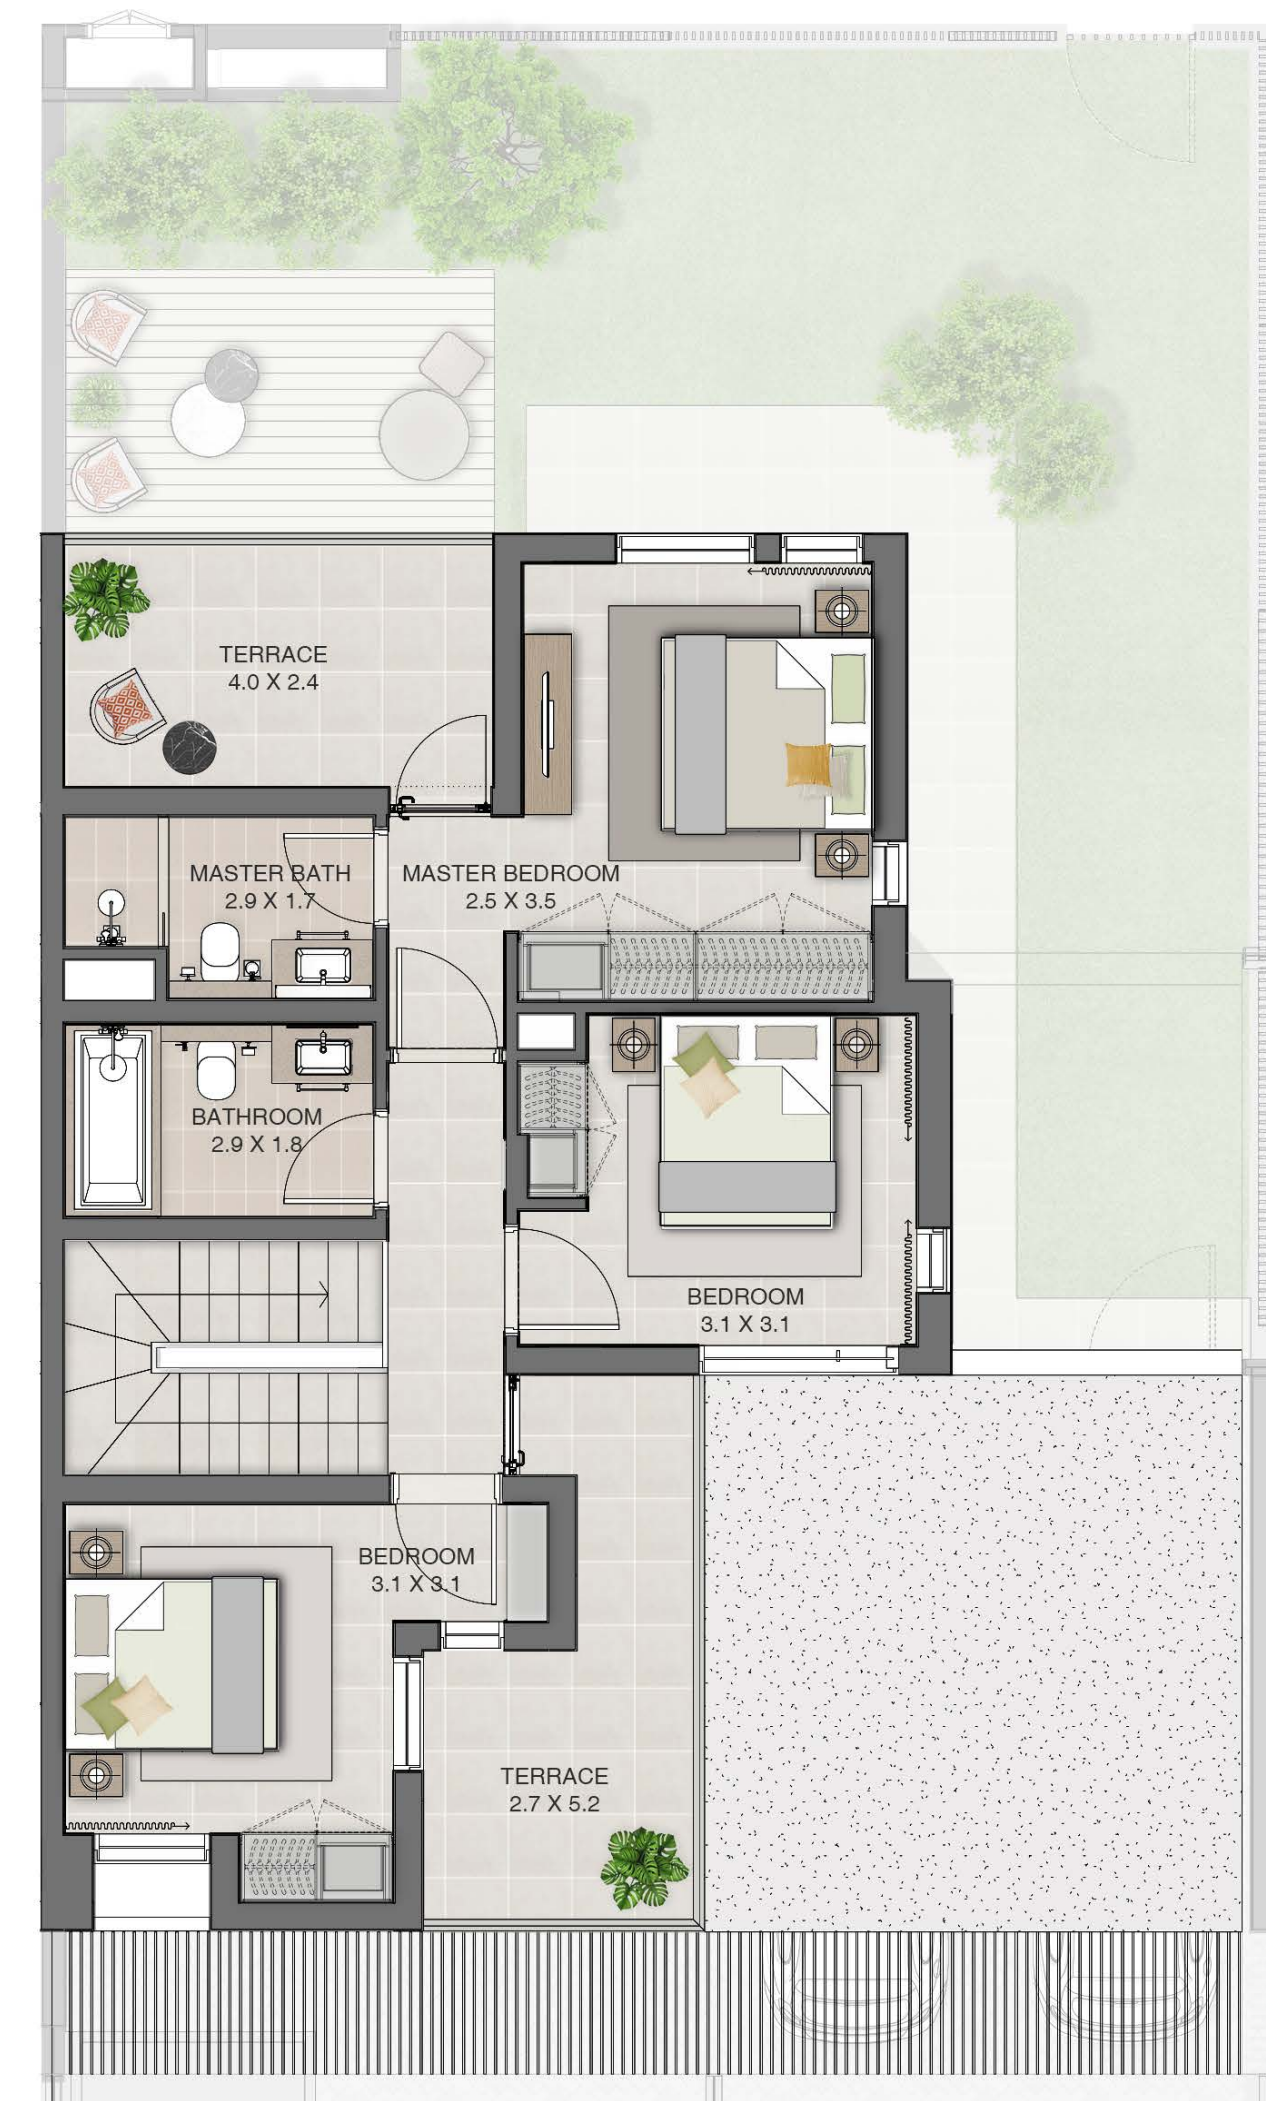 TERRACE
4.0 X 2.4
MASTER BATH
2.9 X 1.7
MASTER BEDROOM
2.5 X 3.5
BATHROOM
2.9 X 1.8
BEDROOM
3.1 X 3.1
BEDROOM
3.1 X 3.1
TERRACE
2.7 X 5.2